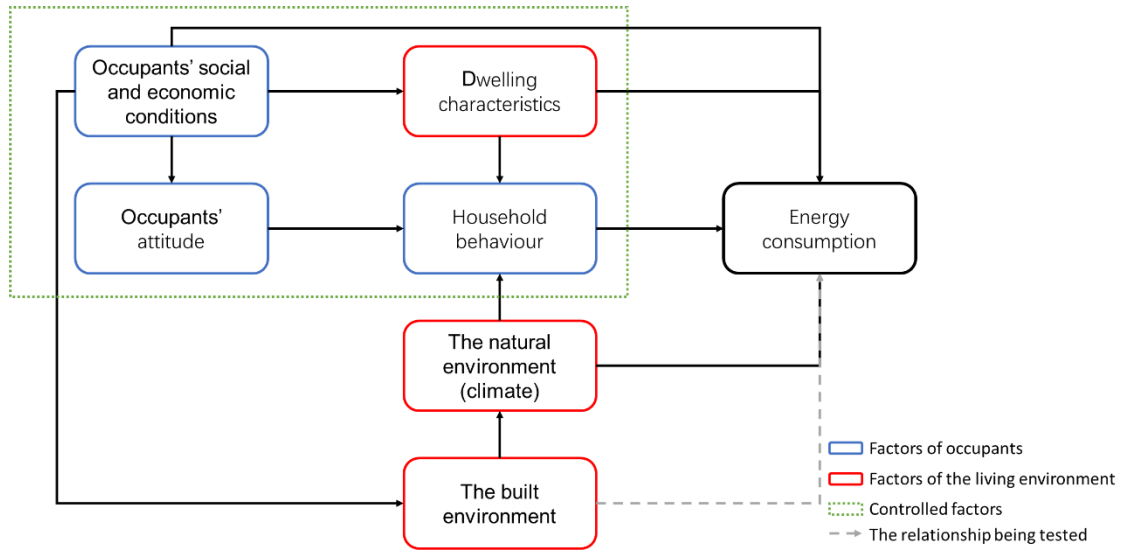 Occupants' social
and economic
conditions
Dwelling
characteristics
Occupants'
attitude
Household
behaviour
Energy
consumption
The natural
environment
(climate)
The built
environment
Factors of occupants
Factors of the living environment
Controlled factors
The relationship being tested